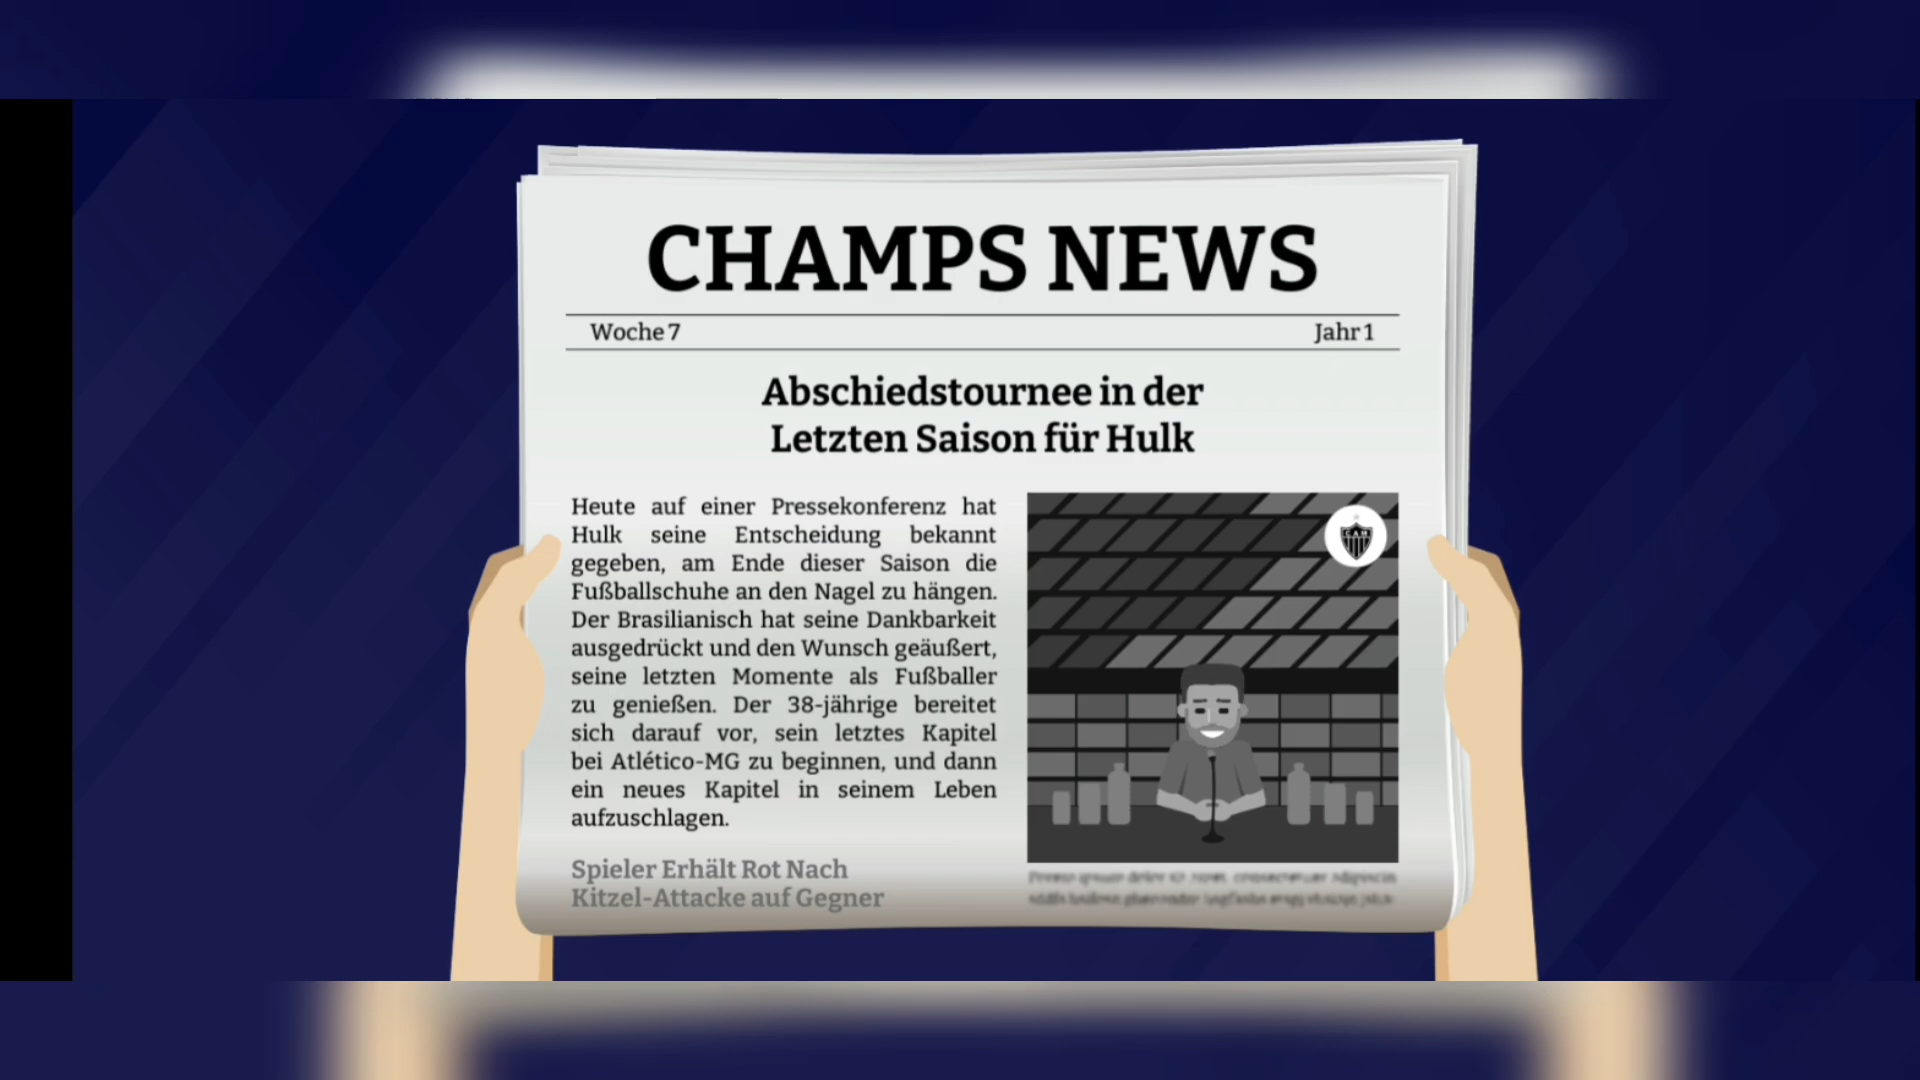 CHAMPS NEWS
Woche 7
Jahr 1
Abschiedstournee in der
Letzten Saison für Hulk
Heute auf einer Pressekonferenz hat
Hulk seine Entscheidung bekannt
gegeben, am Ende dieser Saison die
Fußballschuhe an den Nagel zu hängen.
Der Brasilianisch hat seine Dankbarkeit
ausgedrückt und den Wunsch geäußert,
seine letzten Momente als Fußballer
zu genießen. Der 38-jährige bereitet
sich darauf vor, sein letztes Kapitel
bei Atlético-MG zu beginnen, und dann
ein neues Kapitel in seinem Leben
aufzuschlagen.
Spieler Erhält Rot Nach
Kitzel-Attacke auf Gegner
CAM